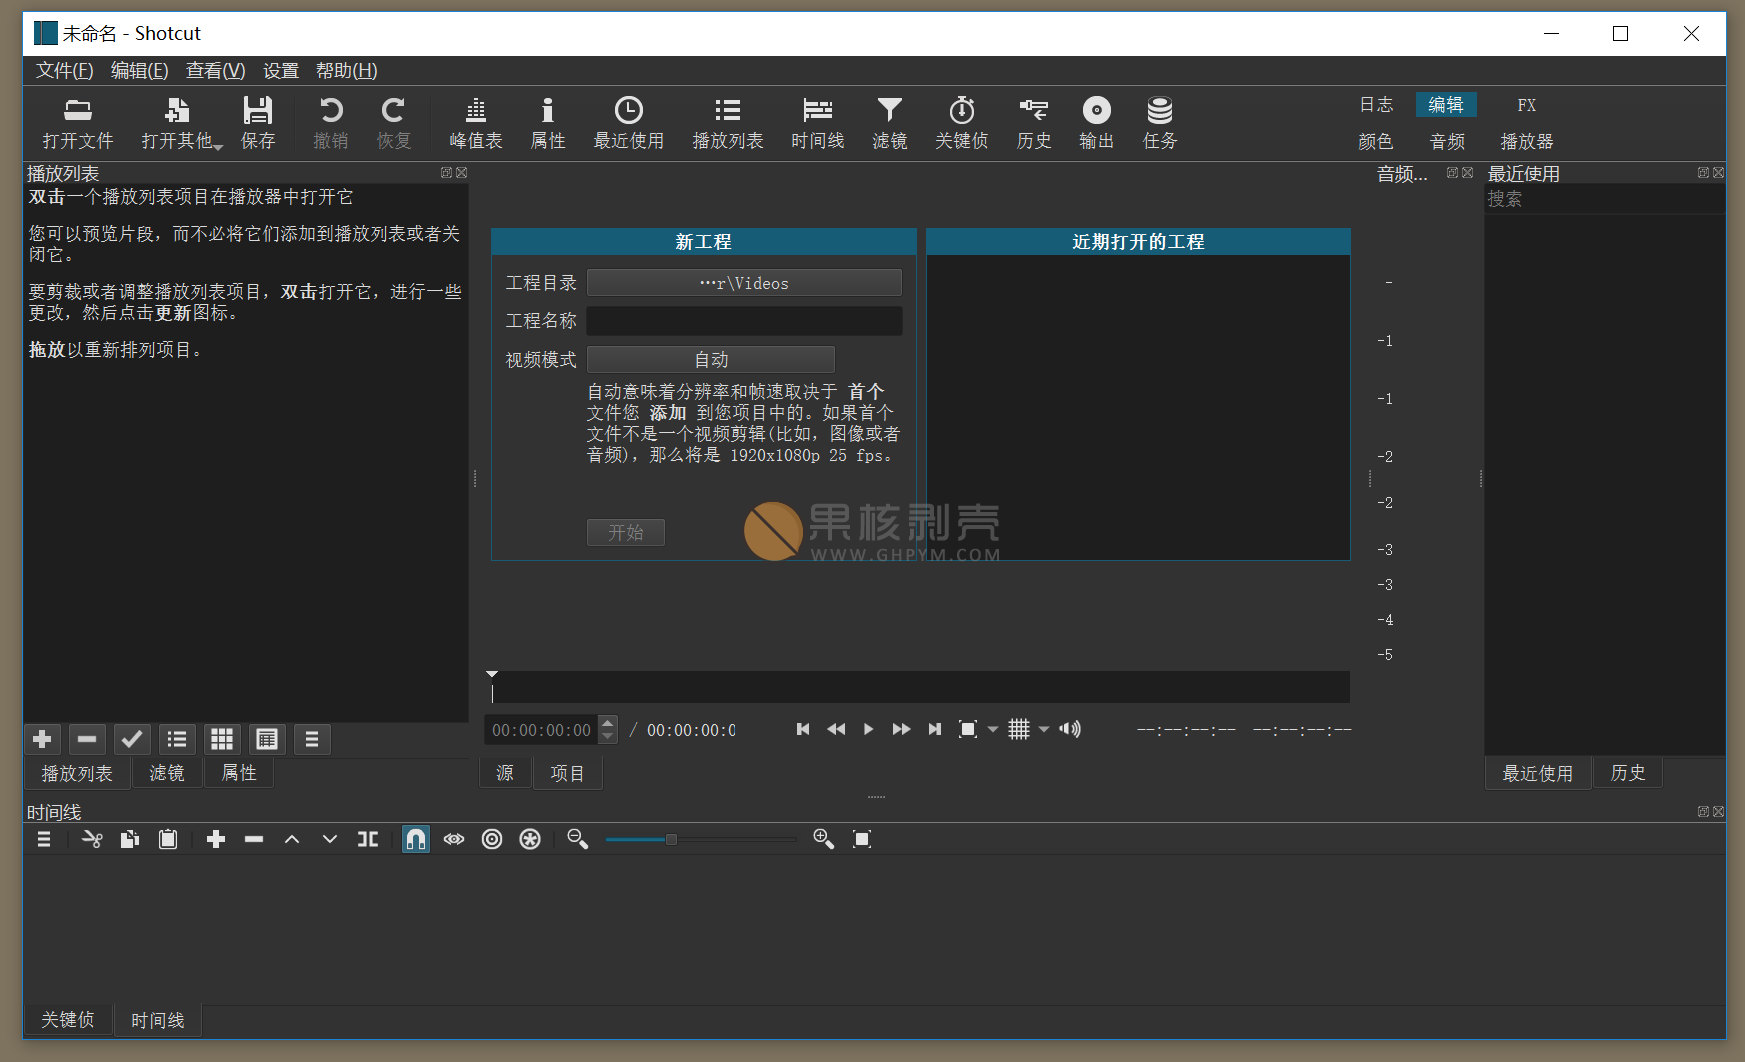 未命名 - Shotcut
文件(F) 编辑(E) 查看(V) 设置 帮助(H)
打开文件 打开其他 保存 撤销 恢复 峰值表 属性 最近使用 播放列表 时间线 滤镜 关键侦 历史 输出 任务
日志 编辑 FX
颜色 音频 播放器
播放列表
双击一个播放列表项目在播放器中打开它
您可以预览片段，而不必将它们添加到播放列表或者关
闭它。
要剪裁或者调整播放列表项目，双击打开它，进行一些
更改，然后点击更新图标。
拖放以重新排列项目。
播放列表 滤镜 属性
新工程
工程目录 …r\Videos
工程名称
视频模式 自动
自动意味着分辨率和帧速取决于 首个
文件您 添加 到您项目中的。如果首个
文件不是一个视频剪辑(比如，图像或者
音频)，那么将是 1920x1080p 25 fps。
开始
近期打开的工程
果核剥壳
WWW.GHPYM.COM
00:00:00:00 / 00:00:00:0
--:--:--:-- --:--:--:--
源 项目
音频...
-
-1
-1
-2
-2
-3
-3
-4
-5
最近使用
搜索
最近使用 历史
时间线
关键侦 时间线